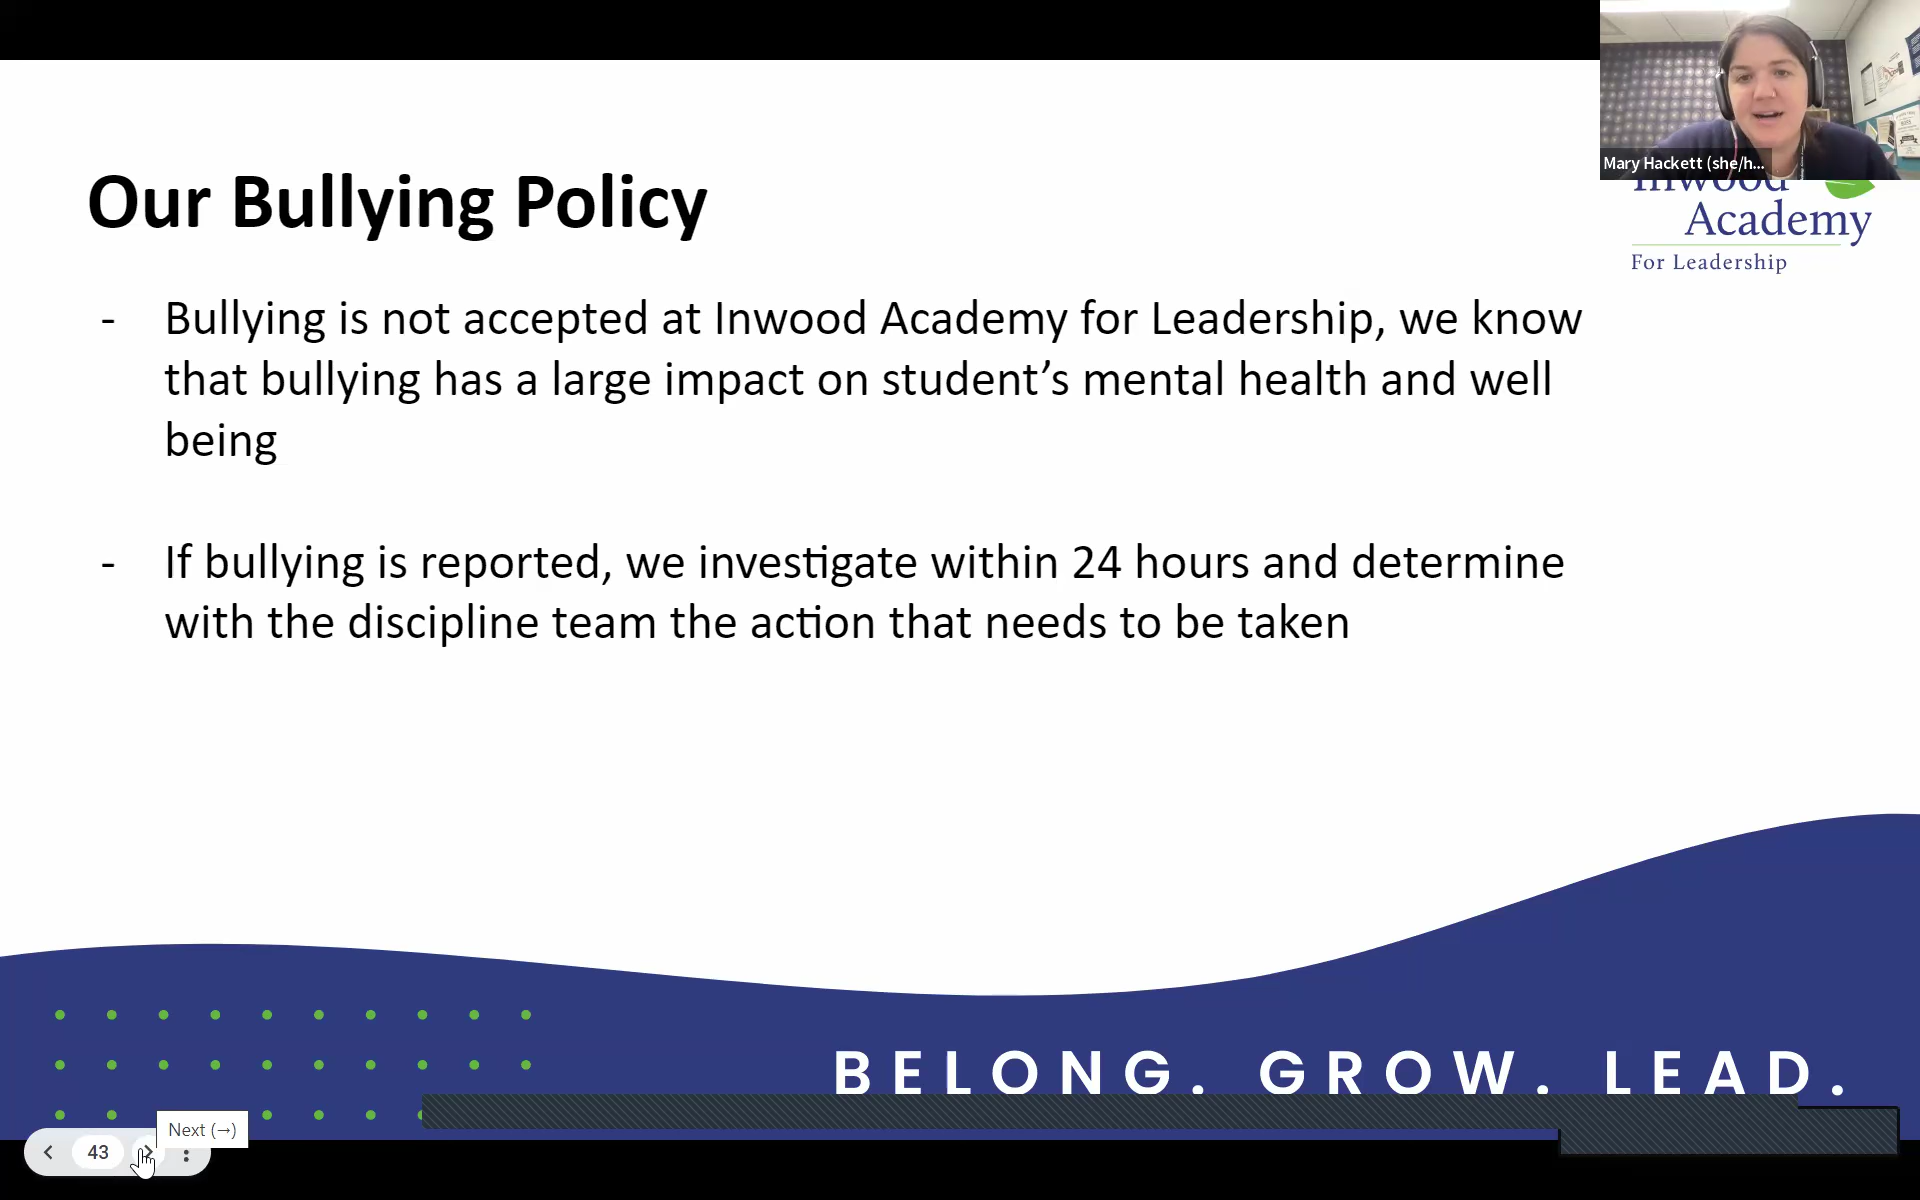 Mary Hackett (she/h...
Our Bullying Policy
Inwood
Academy
For Leadership
- Bullying is not accepted at Inwood Academy for Leadership, we know
that bullying has a large impact on student’s mental health and well
being
- If bullying is reported, we investigate within 24 hours and determine
with the discipline team the action that needs to be taken
BELONG. GROW. LEAD.
Next (→)
43